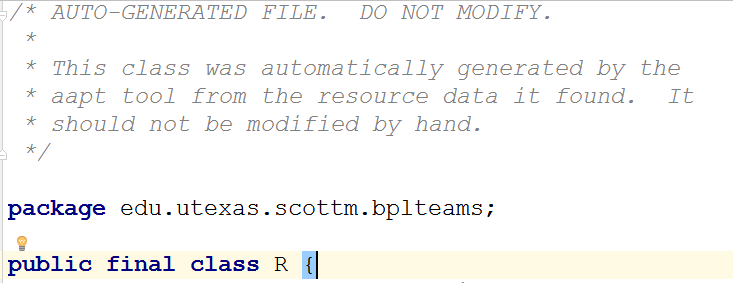 /* AUTO-GENERATED FILE.  DO NOT MODIFY.
 *
 * This class was automatically generated by the
 * aapt tool from the resource data it found.  It
 * should not be modified by hand.
 */
package edu.utexas.scottm.bplteams;
public final class R {